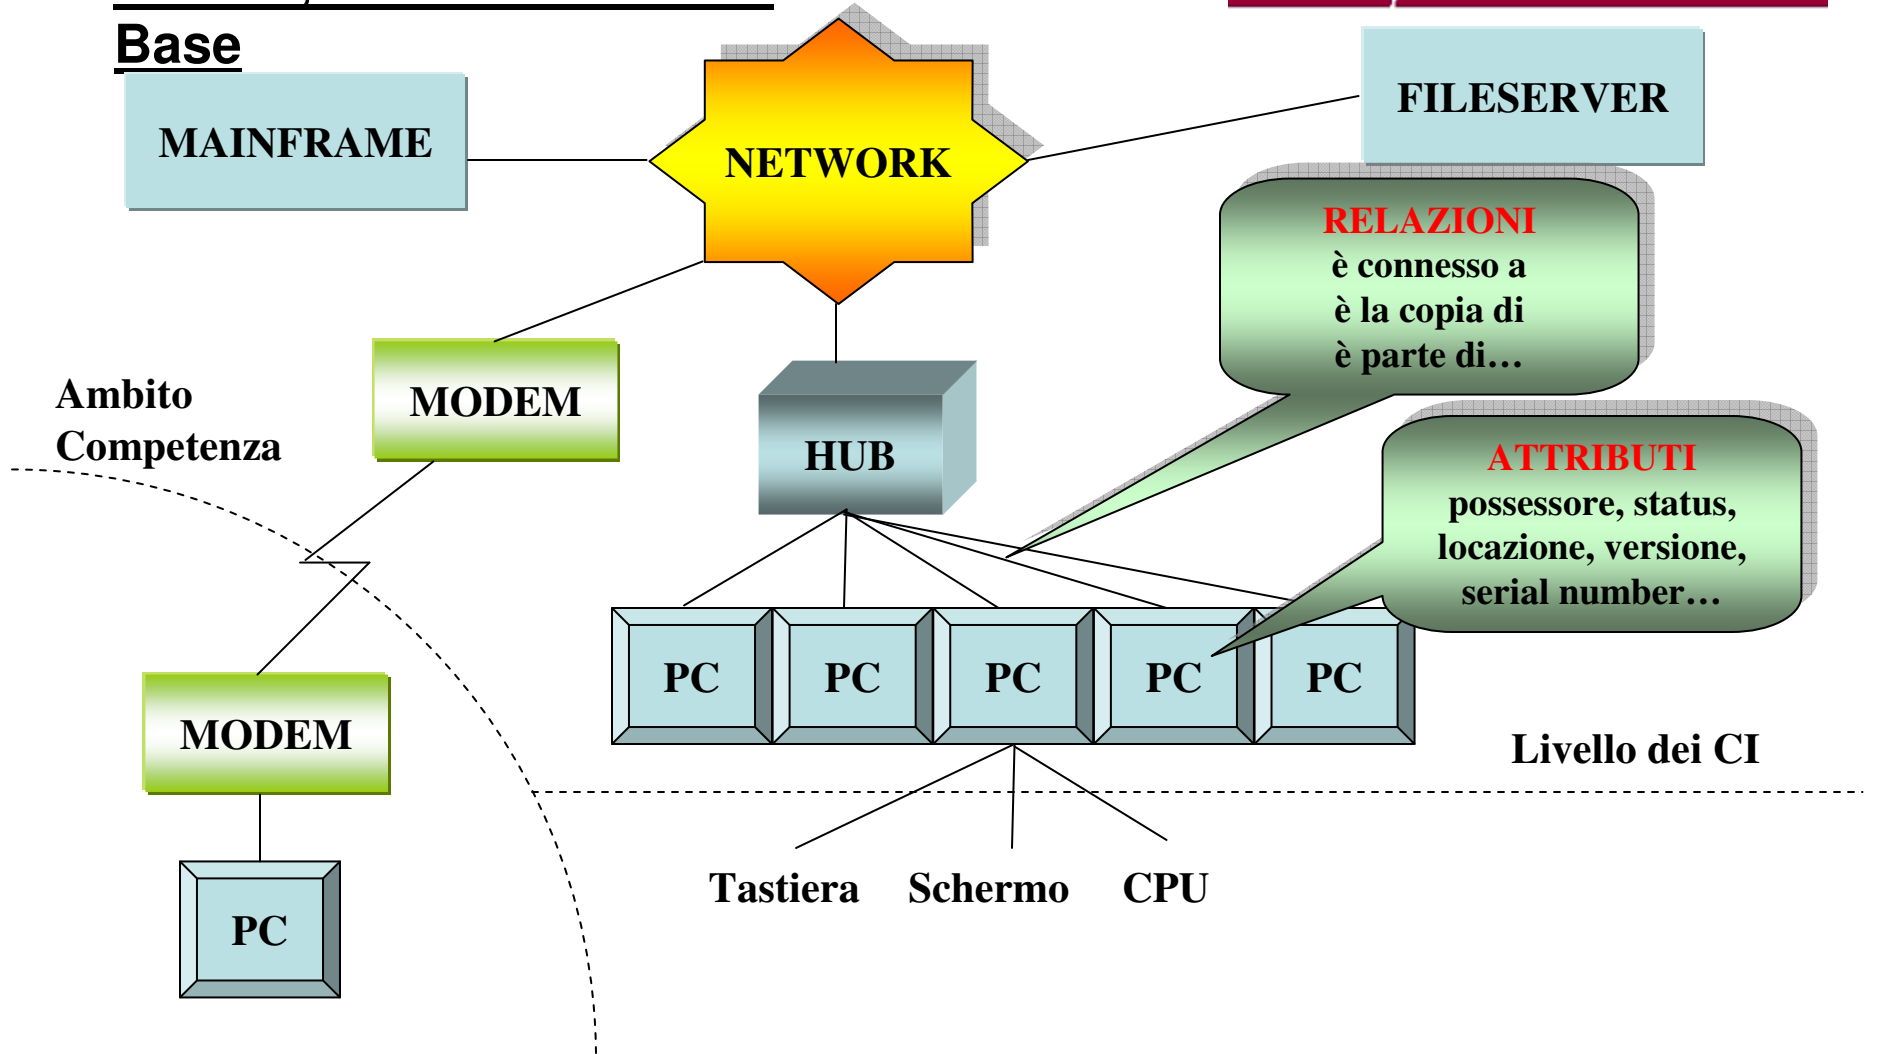 Base
MAINFRAME
NETWORK
FILESERVER
RELAZIONI
è connesso a
è la copia di
è parte di…
Ambito
Competenza
MODEM
HUB
ATTRIBUTI
possessore, status,
locazione, versione,
serial number…
PC
PC
PC
PC
PC
MODEM
Livello dei CI
Tastiera
Schermo
CPU
PC